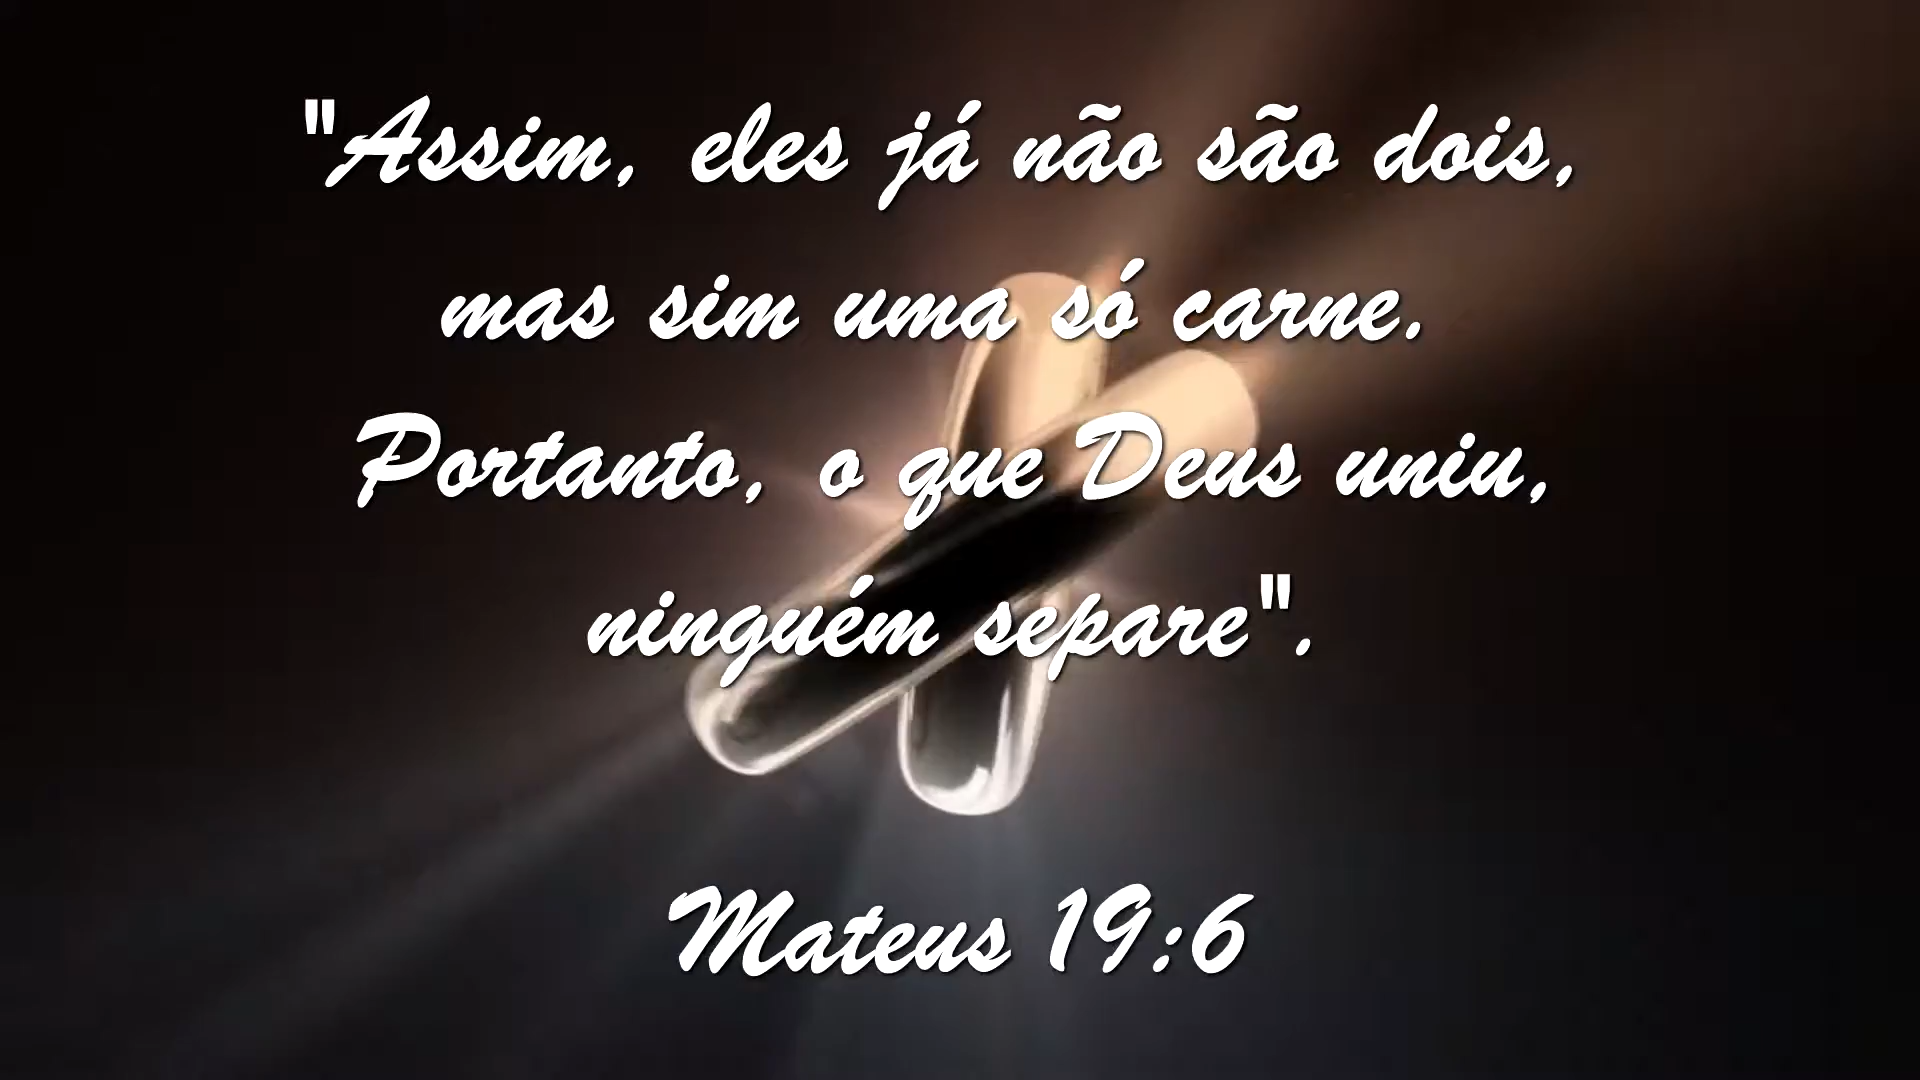 "Assim, eles já não são dois,
mas sim uma só carne.
Portanto, o que Deus uniu,
ninguém separe".
Mateus 19:6